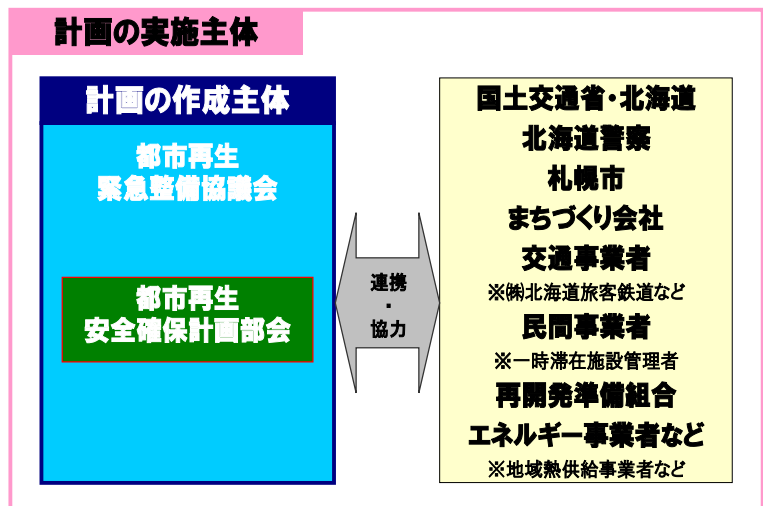 計画の実施主体
計画の作成主体
都市再生
緊急整備協議会
都市再生
安全確保計画部会
連携
・
協力
国土交通省・北海道
北海道警察
札幌市
まちづくり会社
交通事業者
※㈱北海道旅客鉄道など
民間事業者
※一時滞在施設管理者
再開発準備組合
エネルギー事業者など
※地域熱供給事業者など